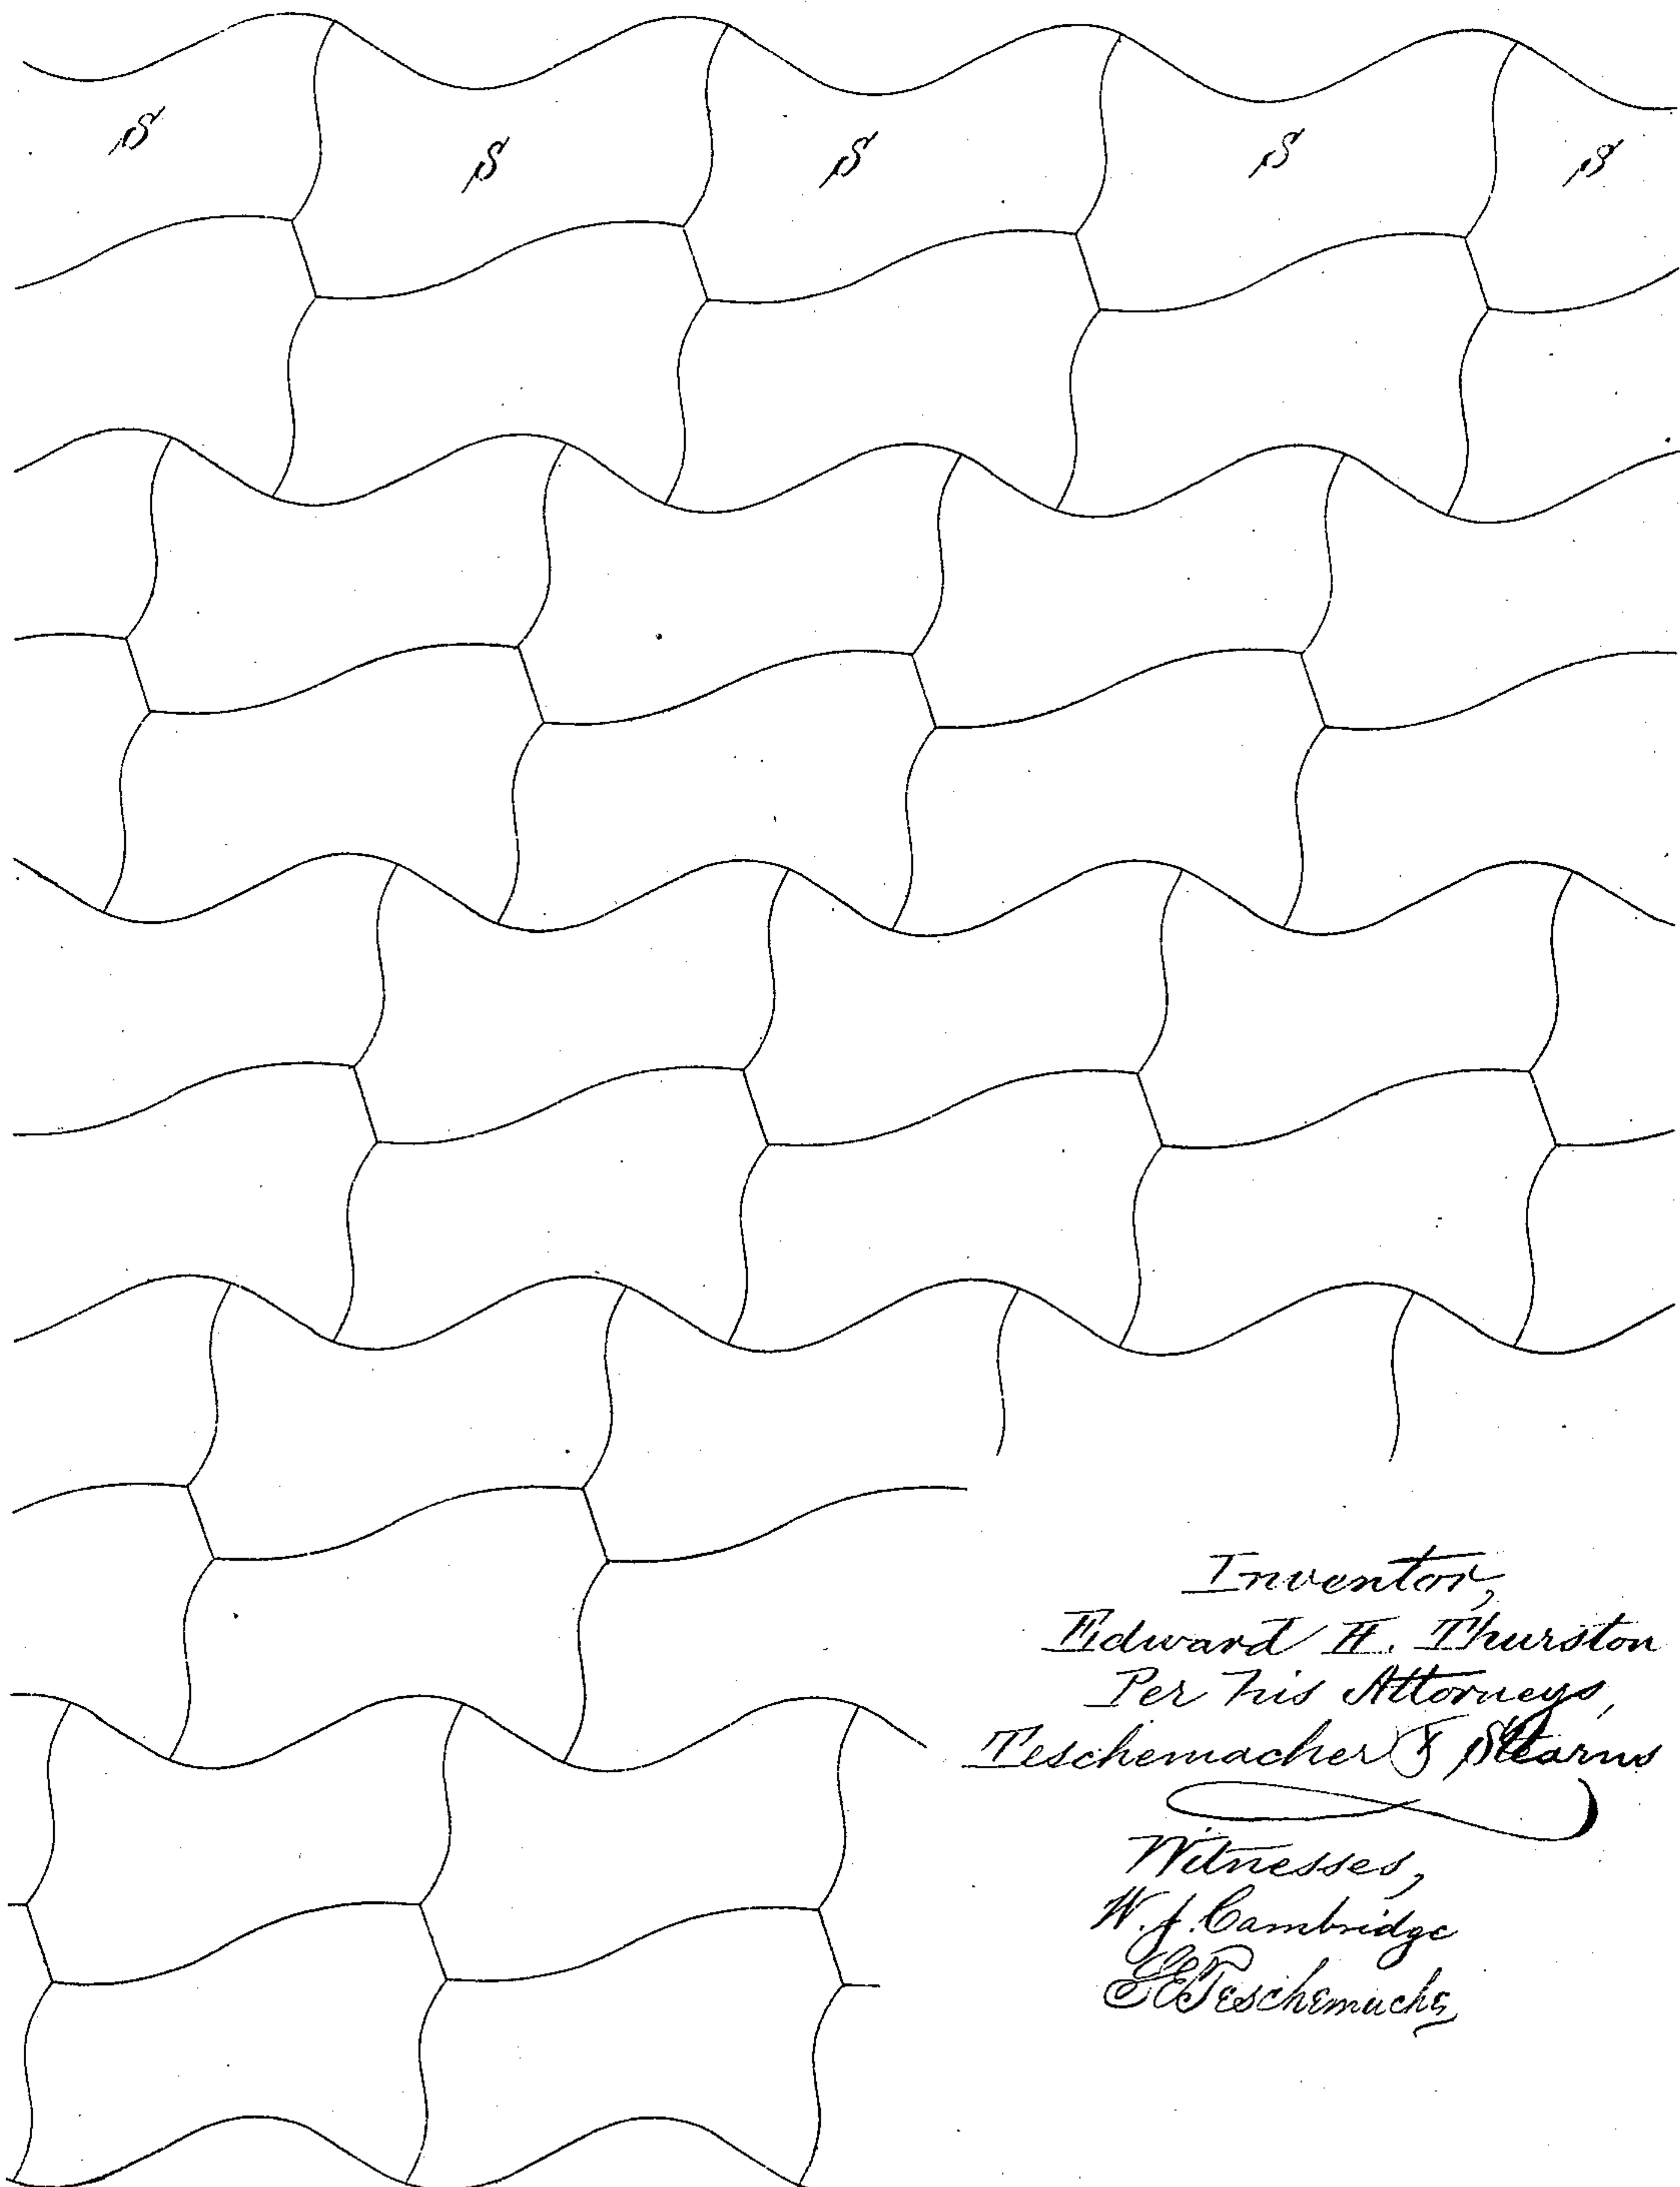 S S S S S
Inventor,
Edward H. Thurston
Per his Attorneys,
Teschemacher & Stearns
Witnesses,
W. J. Cambridge
Teschemacher